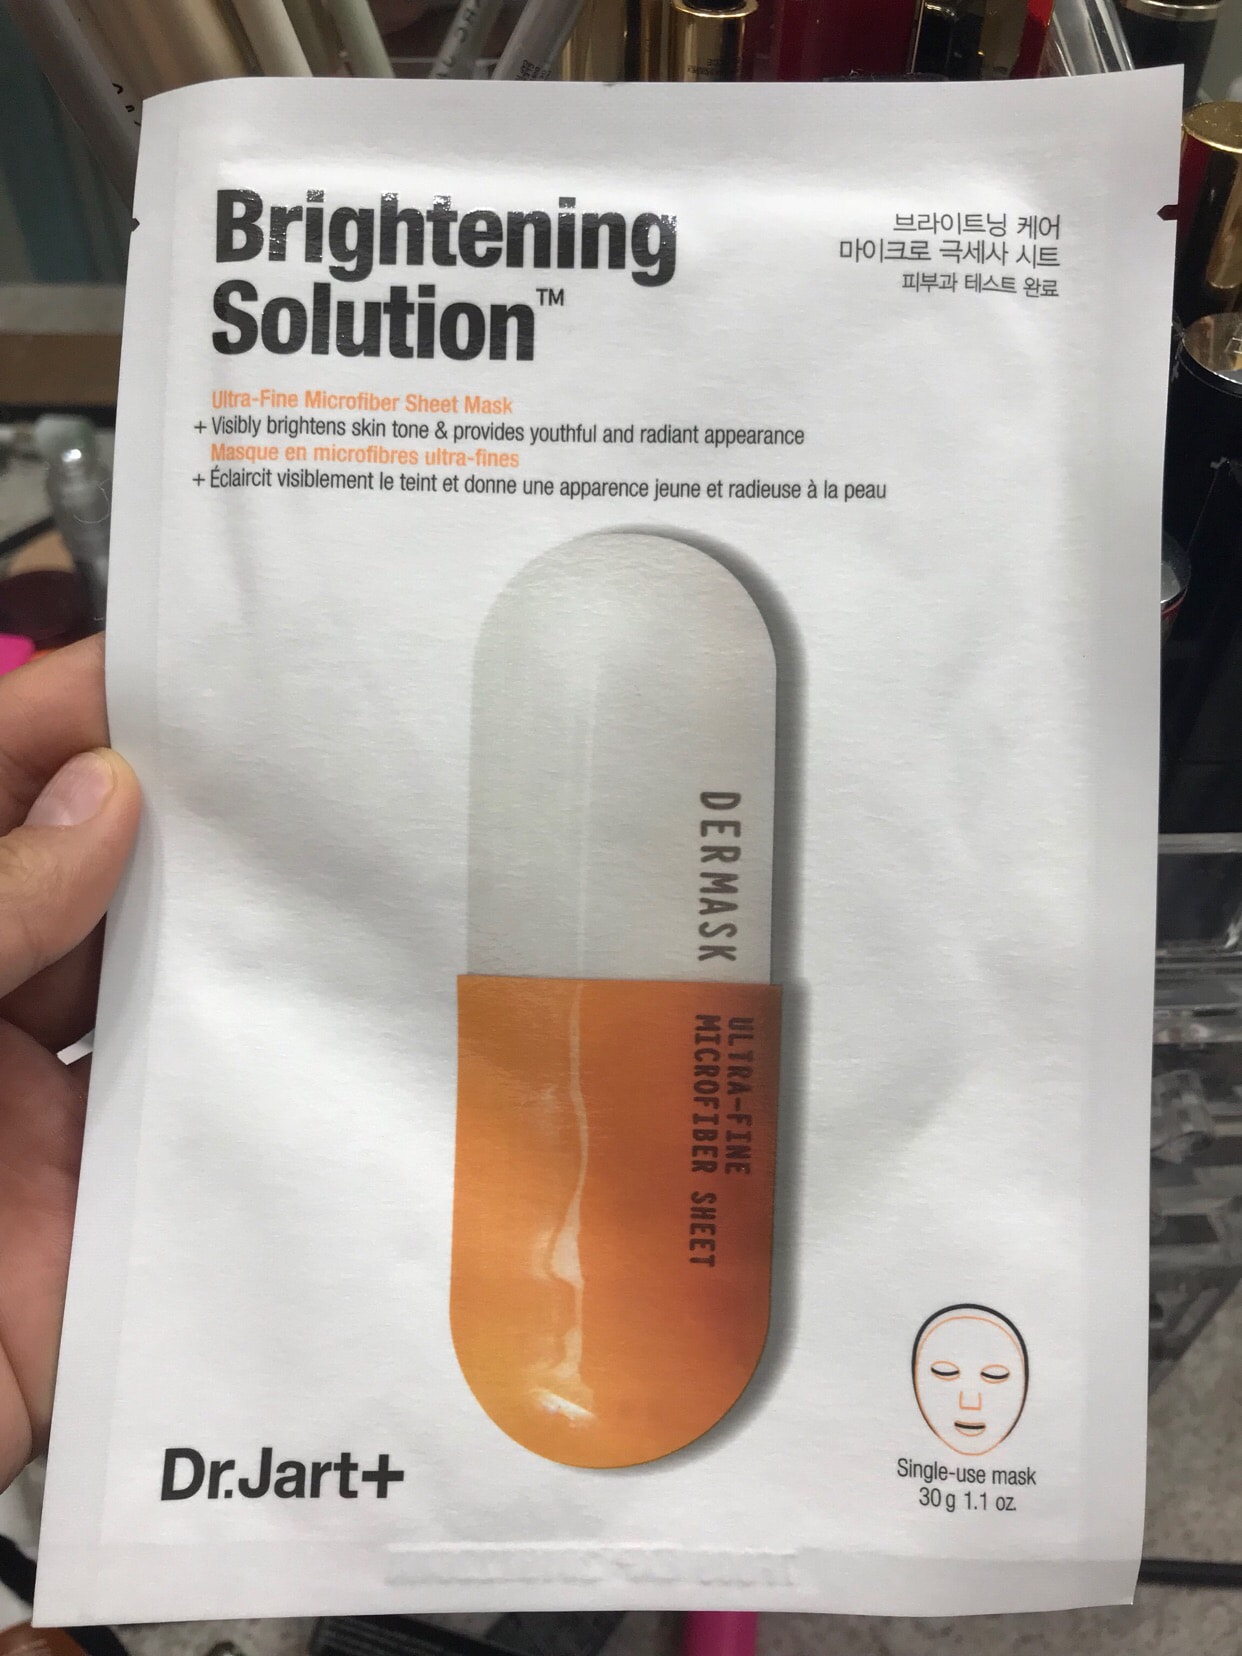 Brightening
Solution™
브라이트닝 케어
마이크로 극세사 시트
피부과 테스트 완료
Ultra-Fine Microfiber Sheet Mask
+ Visibly brightens skin tone & provides youthful and radiant appearance
Masque en microfibres ultra-fines
+ Éclaircit visiblement le teint et donne une apparence jeune et radieuse à la peau
DERMASK
ULTRA-FINE
MICROFIBER SHEET
Dr.Jart+
Single-use mask
30 g 1.1 oz.